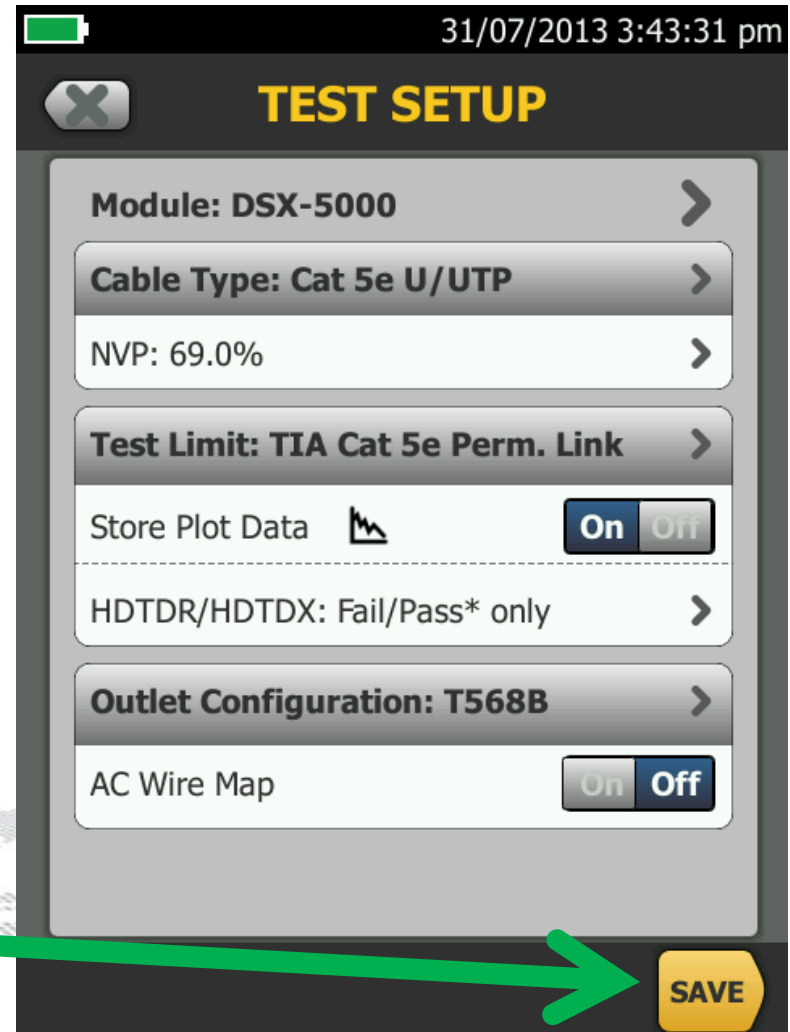 31/07/2013 3:43:31 pm
TEST SETUP
Module: DSX-5000
Cable Type: Cat 5e U/UTP
NVP: 69.0%
Test Limit: TIA Cat 5e Perm. Link
Store Plot Data On Off
HDTDR/HDTDX: Fail/Pass* only
Outlet Configuration: T568B
AC Wire Map On Off
SAVE